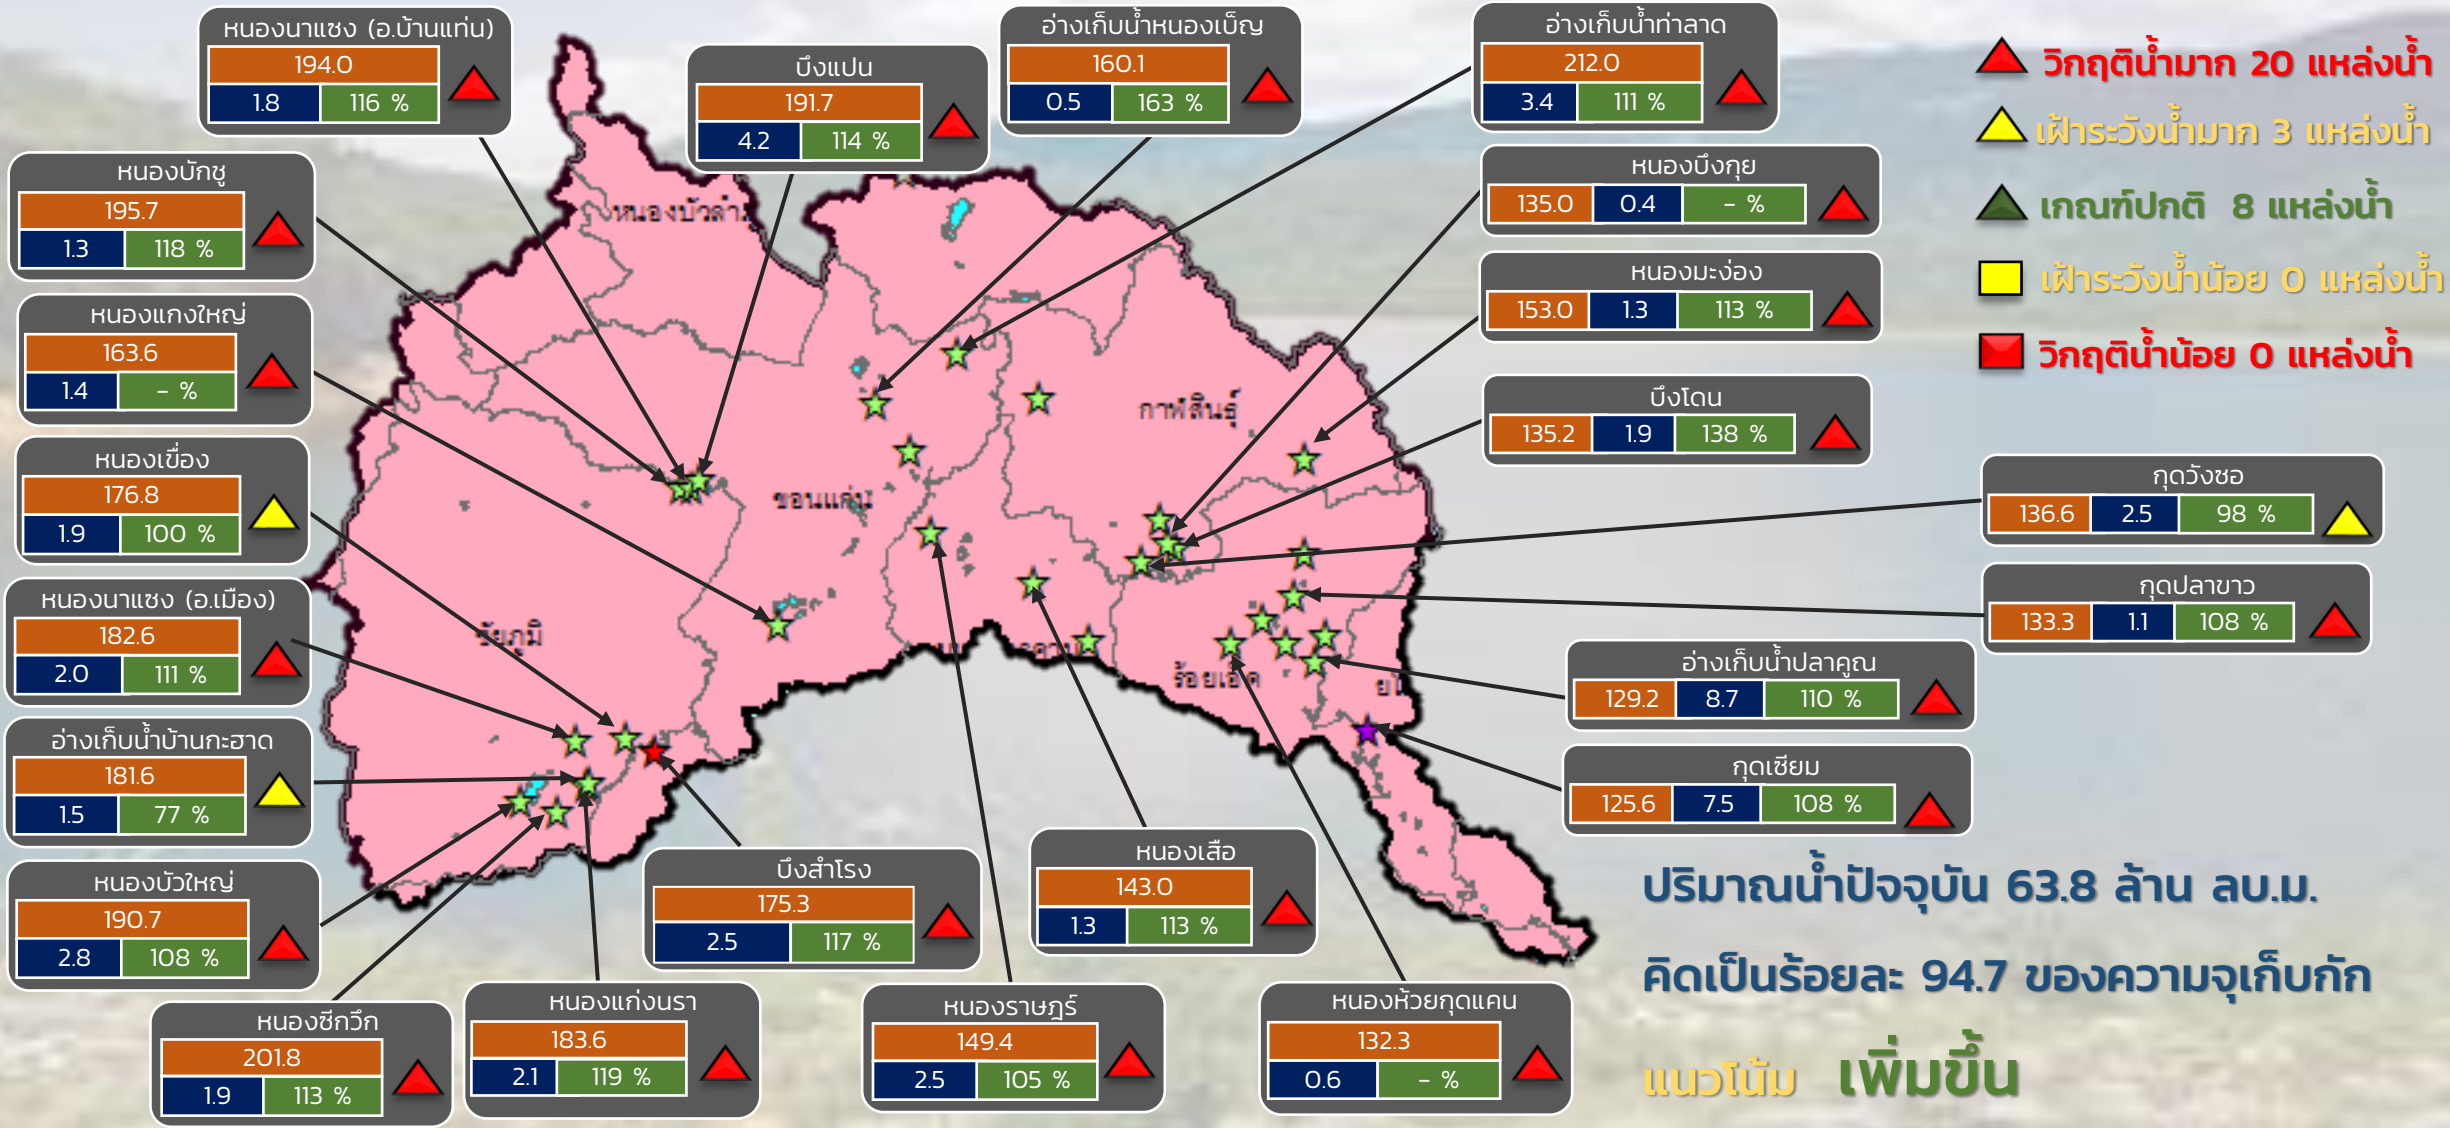 หนองนาแซง (อ.บ้านแท่น)
194.0
1.8 116 %
บึงแปน
191.7
4.2 114 %
อ่างเก็บน้ำหนองเบ็ญ
160.1
0.5 163 %
อ่างเก็บน้ำท่าลาด
212.0
3.4 111 %
วิกฤติน้ำมาก 20 แหล่งน้ำ
เฝ้าระวังน้ำมาก 3 แหล่งน้ำ
เกณฑ์ปกติ 8 แหล่งน้ำ
เฝ้าระวังน้ำน้อย 0 แหล่งน้ำ
วิกฤติน้ำน้อย 0 แหล่งน้ำ
หนองบักชู
195.7
1.3 118 %
หนองแกงใหญ่
163.6
1.4 - %
หนองเขื่อง
176.8
1.9 100 %
หนองนาแซง (อ.เมือง)
182.6
2.0 111 %
อ่างเก็บน้ำบ้านกะฮาด
181.6
1.5 77 %
หนองบัวใหญ่
190.7
2.8 108 %
หนองซีกวึก
201.8
1.9 113 %
หนองแก่งนรา
183.6
2.1 119 %
บึงสำโรง
175.3
2.5 117 %
หนองราษฎร์
149.4
2.5 105 %
หนองเสือ
143.0
1.3 113 %
หนองห้วยกุดแคน
132.3
0.6 - %
หนองบึงกุย
135.0 0.4 - %
หนองมะง่อง
153.0 1.3 113 %
บึงโดน
135.2 1.9 138 %
กุดวังซอ
136.6 2.5 98 %
กุดปลาขาว
133.3 1.1 108 %
อ่างเก็บน้ำปลาคูณ
129.2 8.7 110 %
กุดเซียม
125.6 7.5 108 %
หนองบัวลำภู
กาฬสินธุ์
ขอนแก่น
ชัยภูมิ
ร้อยเอ็ด
ปริมาณน้ำปัจจุบัน 63.8 ล้าน ลบ.ม.
คิดเป็นร้อยละ 94.7 ของความจุเก็บกัก
แนวโน้ม เพิ่มขึ้น